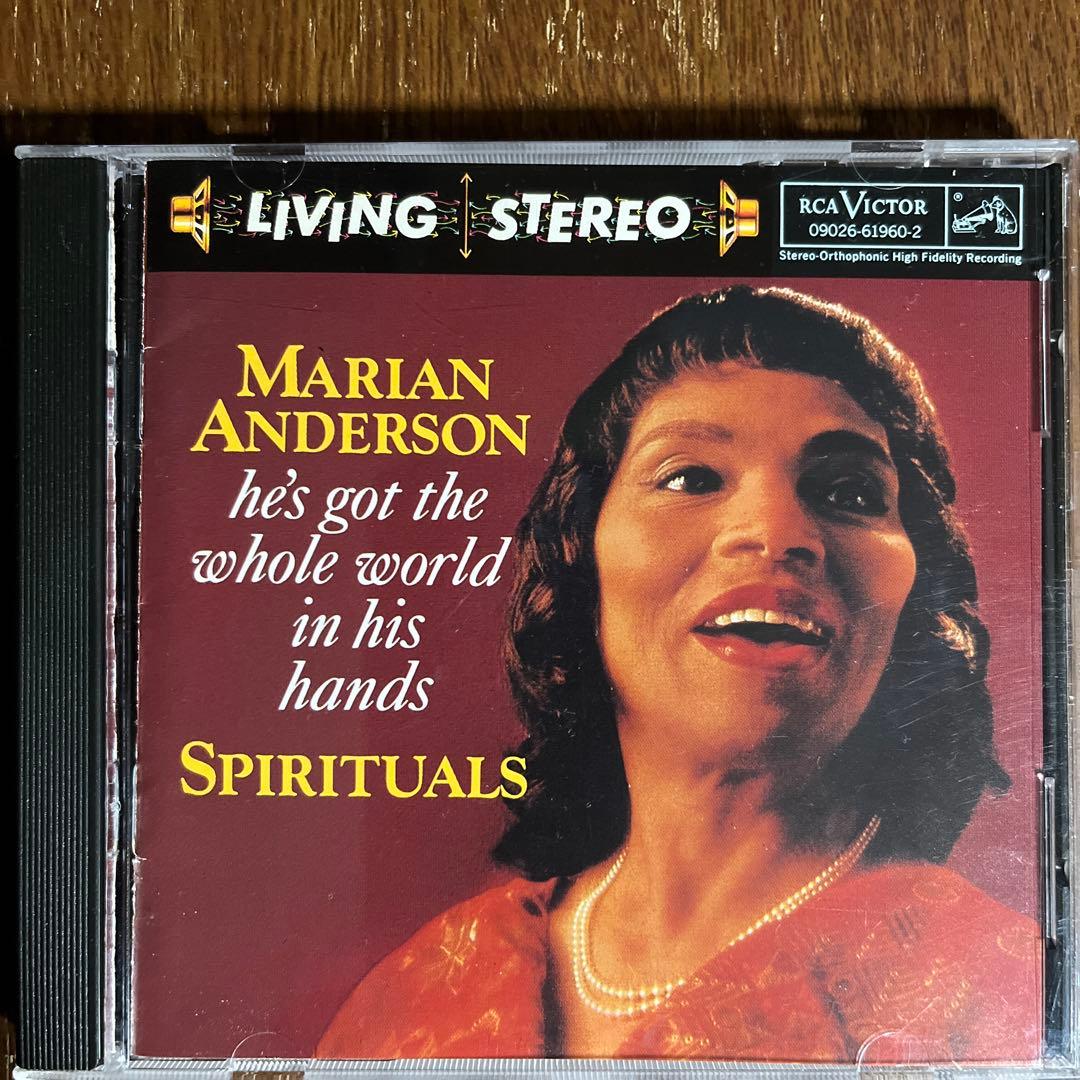 LIVING STEREO
RCA VICTOR
09026-61960-2
®
Stereo-Orthophonic High Fidelity Recording
MARIAN
ANDERSON
he's got the
whole world
in his
hands
SPIRITUALS